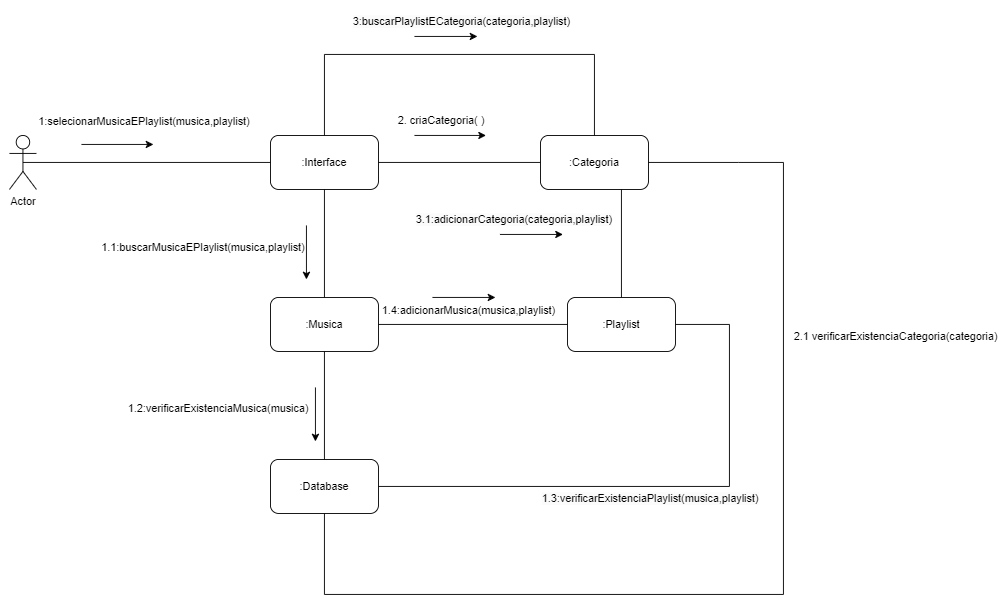 3:buscarPlaylistECategoria(categoria,playlist)
1:selecionarMusicaEPlaylist(musica,playlist)
2. criaCategoria( )
:Interface
:Categoria
Actor
3.1:adicionarCategoria(categoria,playlist)
1.1:buscarMusicaEPlaylist(musica,playlist)
1.4:adicionarMusica(musica,playlist)
:Musica
:Playlist
2.1 verificarExistenciaCategoria(categoria)
1.2:verificarExistenciaMusica(musica)
:Database
1.3:verificarExistenciaPlaylist(musica,playlist)